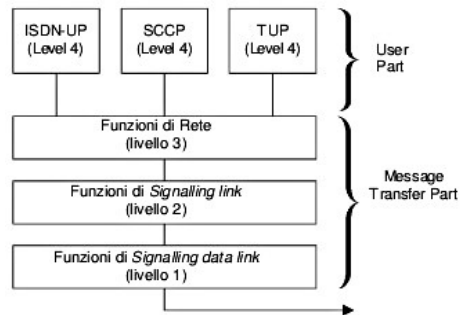 ISDN-UP
(Level 4)
SCCP
(Level 4)
TUP
(Level 4)
User
Part
Funzioni di Rete
(livello 3)
Funzioni di Signalling link
(livello 2)
Message
Transfer Part
Funzioni di Signalling data link
(livello 1)